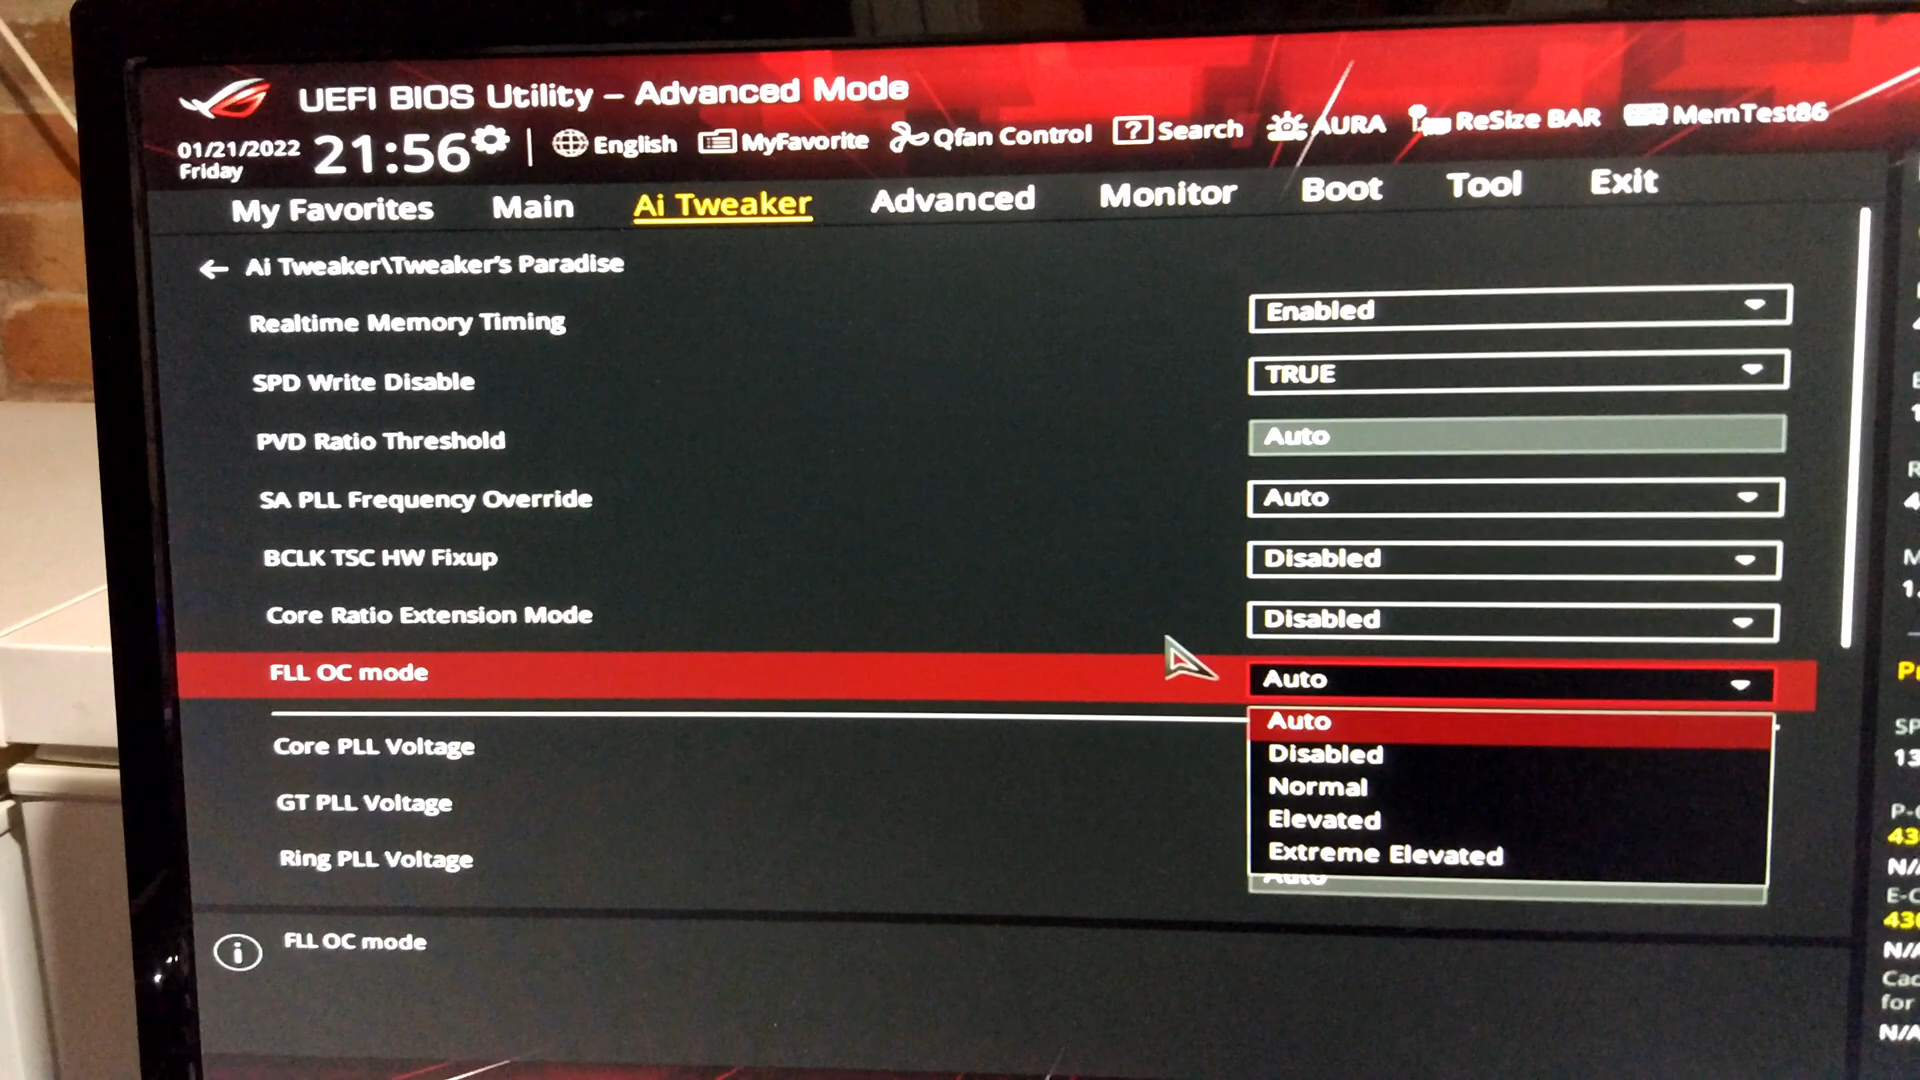 UEFI BIOS Utility – Advanced Mode
01/21/2022
Friday
21:56
English
MyFavorite
Qfan Control
? Search
AURA
ReSize BAR
MemTest86
My Favorites
Main
Ai Tweaker
Advanced
Monitor
Boot
Tool
Exit
← Ai Tweaker\Tweaker's Paradise
Realtime Memory Timing
Enabled
SPD Write Disable
TRUE
PVD Ratio Threshold
Auto
SA PLL Frequency Override
Auto
BCLK TSC HW Fixup
Disabled
Core Ratio Extension Mode
Disabled
FLL OC mode
Auto
Auto
Disabled
Normal
Elevated
Extreme Elevated
Core PLL Voltage
GT PLL Voltage
Ring PLL Voltage
Auto
i FLL OC mode
for